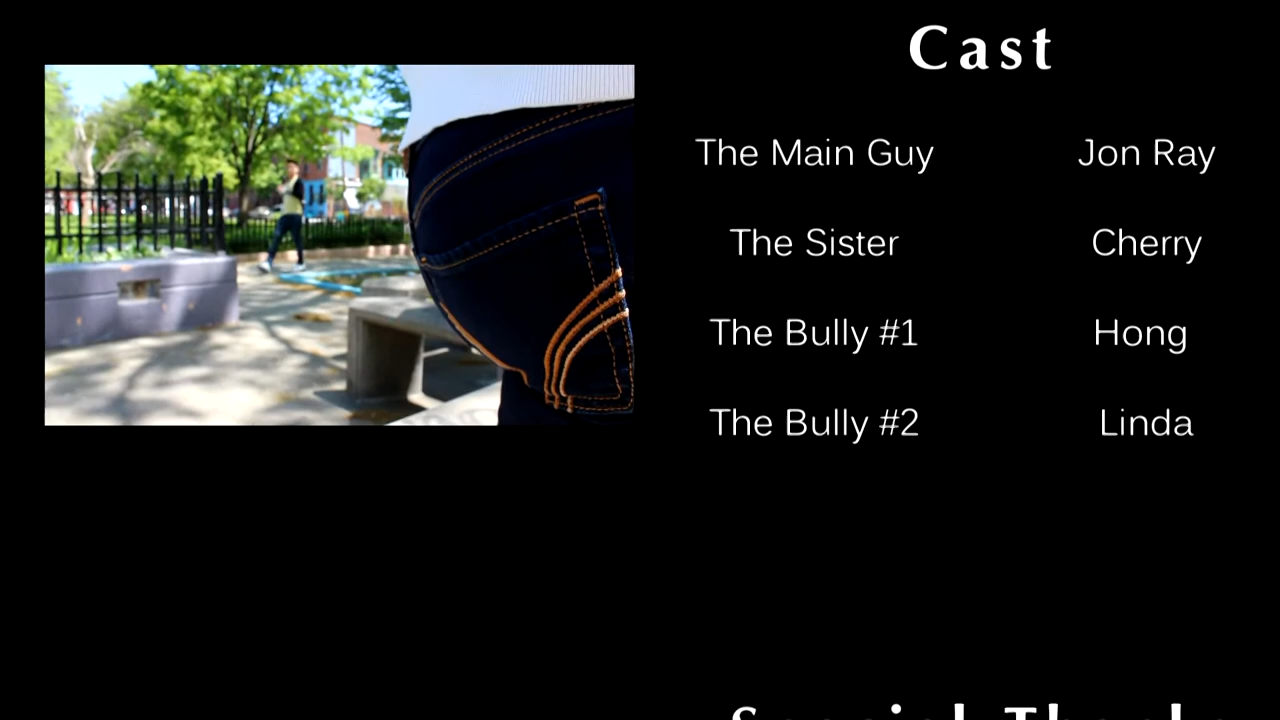 Cast
The Main Guy Jon Ray
The Sister Cherry
The Bully #1 Hong
The Bully #2 Linda